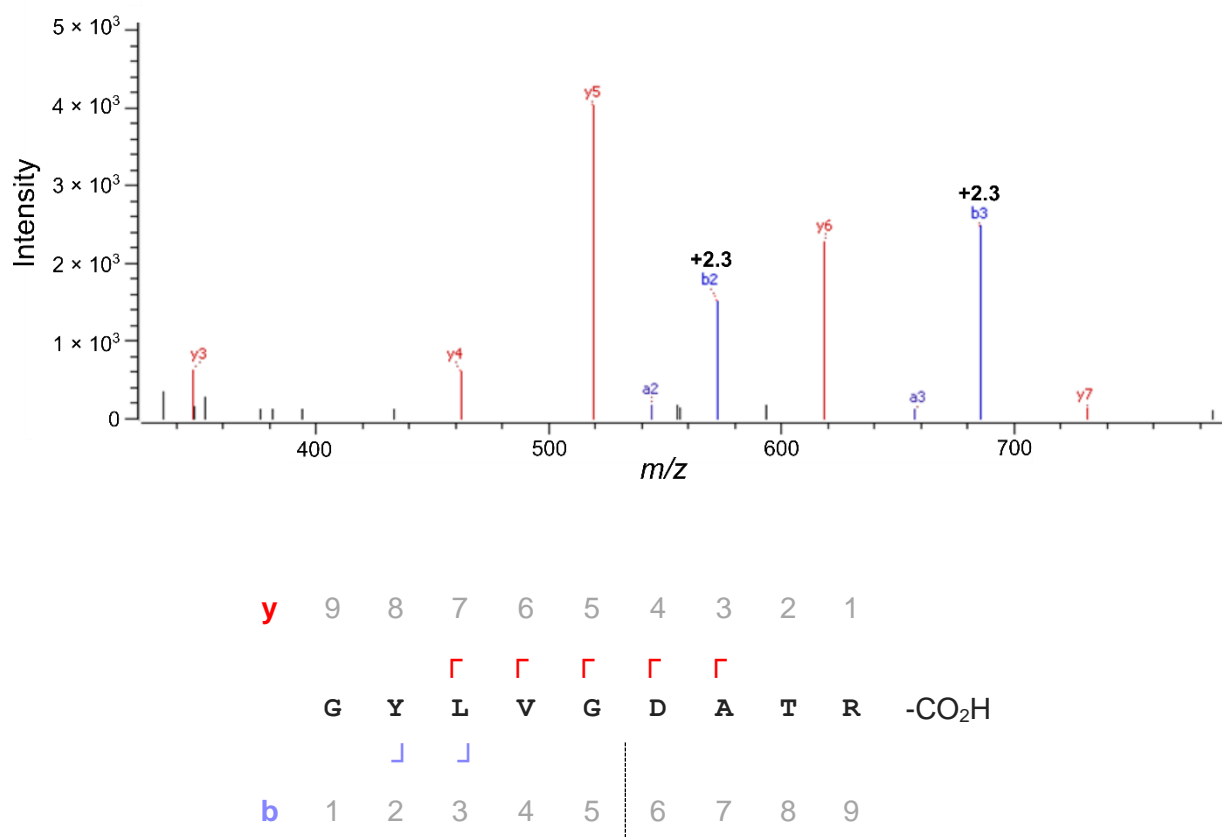 5 × 10³
4 × 10³
3 × 10³
2 × 10³
1 × 10³
0
Intensity
y3
y4
y5
a2
+2.3
b2
y6
a3
+2.3
b3
y7
400 500 600 700
m/z
y 9 8 7 6 5 4 3 2 1
G Y L V G D A T R -CO₂H
b 1 2 3 4 5 6 7 8 9